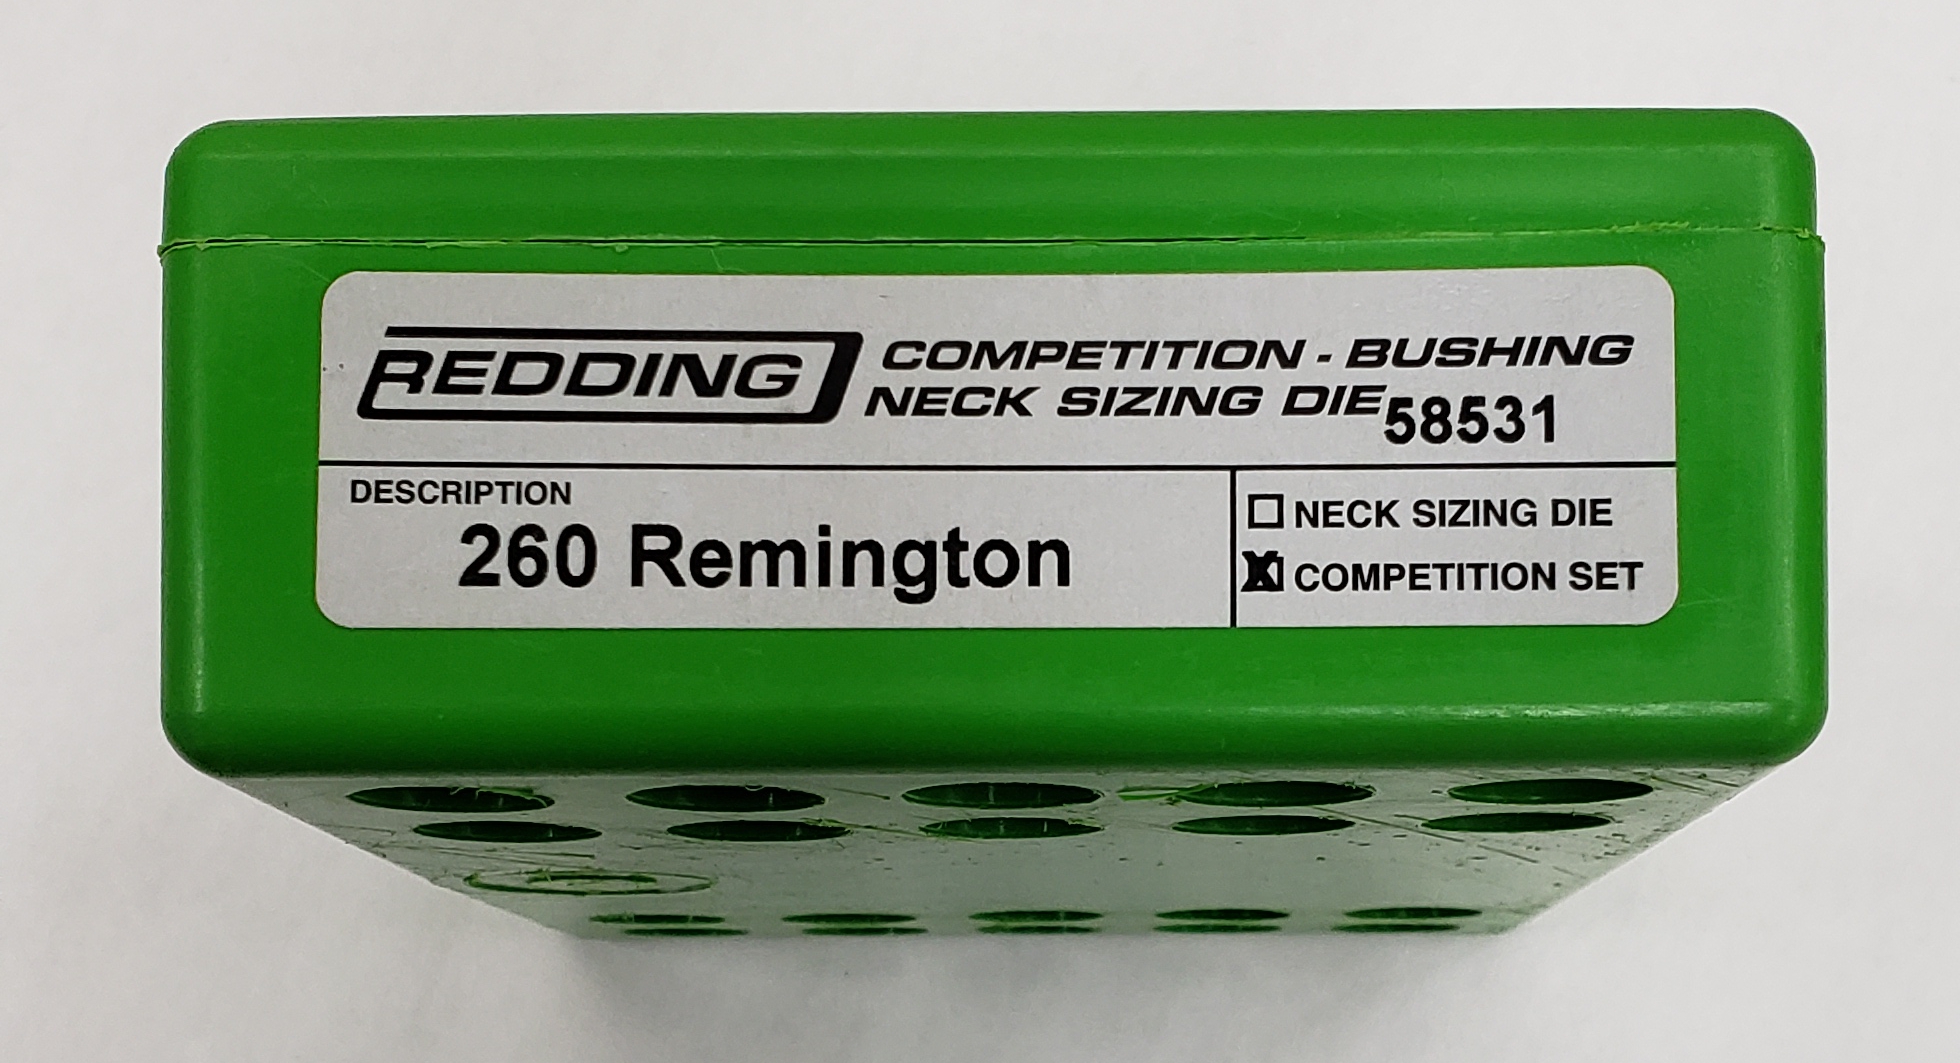 REDDING COMPETITION - BUSHING
NECK SIZING DIE 58531
DESCRIPTION
260 Remington
NECK SIZING DIE
COMPETITION SET